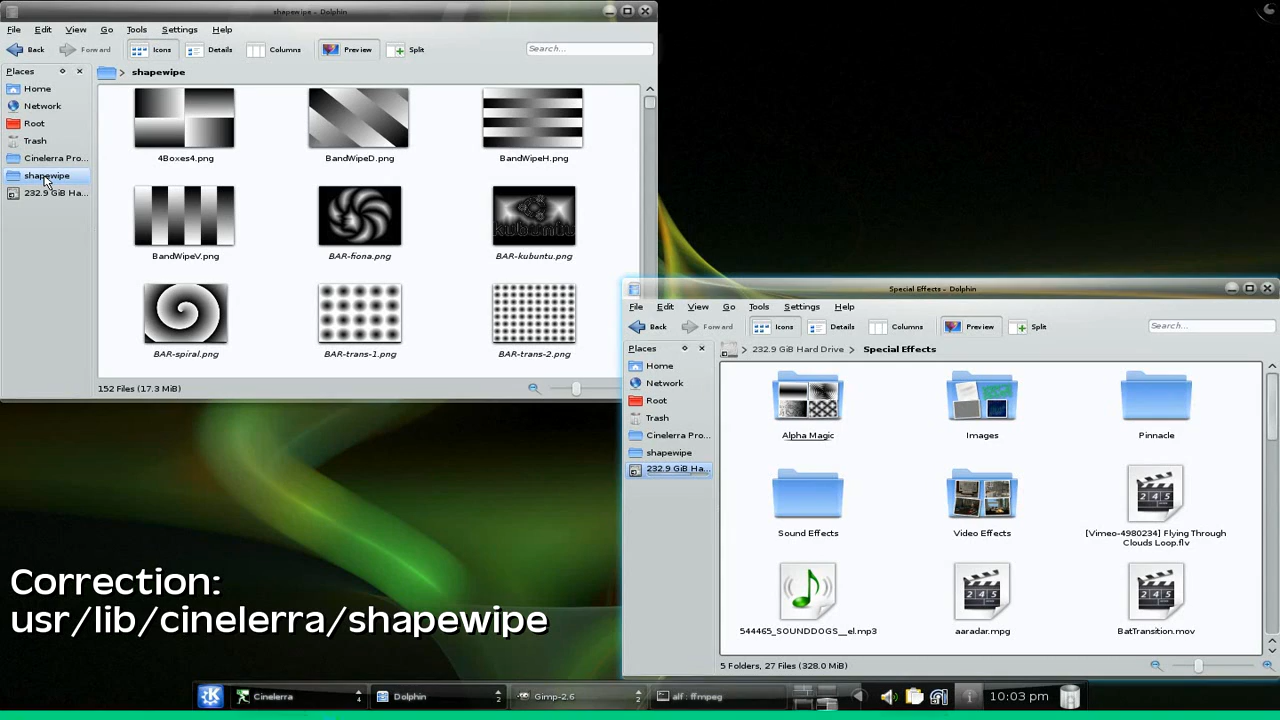 shapewipe - Dolphin
File Edit View Go Tools Settings Help
Back Forward Icons Details Columns Preview Split Search...
Places > shapewipe
Home
Network
Root
Trash
Cinelerra Pro...
shapewipe
232.9 GiB Ha...
4Boxes4.png BandWipeD.png BandWipeH.png
BandWipeV.png BAR-fiona.png BAR-kubuntu.png
kubuntu
BAR-spiral.png BAR-trans-1.png BAR-trans-2.png
152 Files (17.3 MiB)
Special Effects - Dolphin
File Edit View Go Tools Settings Help
Back Forward Icons Details Columns Preview Split Search...
Places > 232.9 GiB Hard Drive > Special Effects
Home
Network
Root
Trash
Cinelerra Pro...
shapewipe
232.9 GiB Ha...
Alpha Magic Images Pinnacle
Sound Effects Video Effects [Vimeo-4980234] Flying Through
Clouds Loop.flv
544465_SOUNDDOGS__el.mp3 aaradar.mpg BatTransition.mov
5 Folders, 27 Files (328.0 MiB)
Correction:
usr/lib/cinelerra/shapewipe
Cinelerra 4 Dolphin 2 Gimp-2.6 2 alf : ffmpeg 10:03 pm